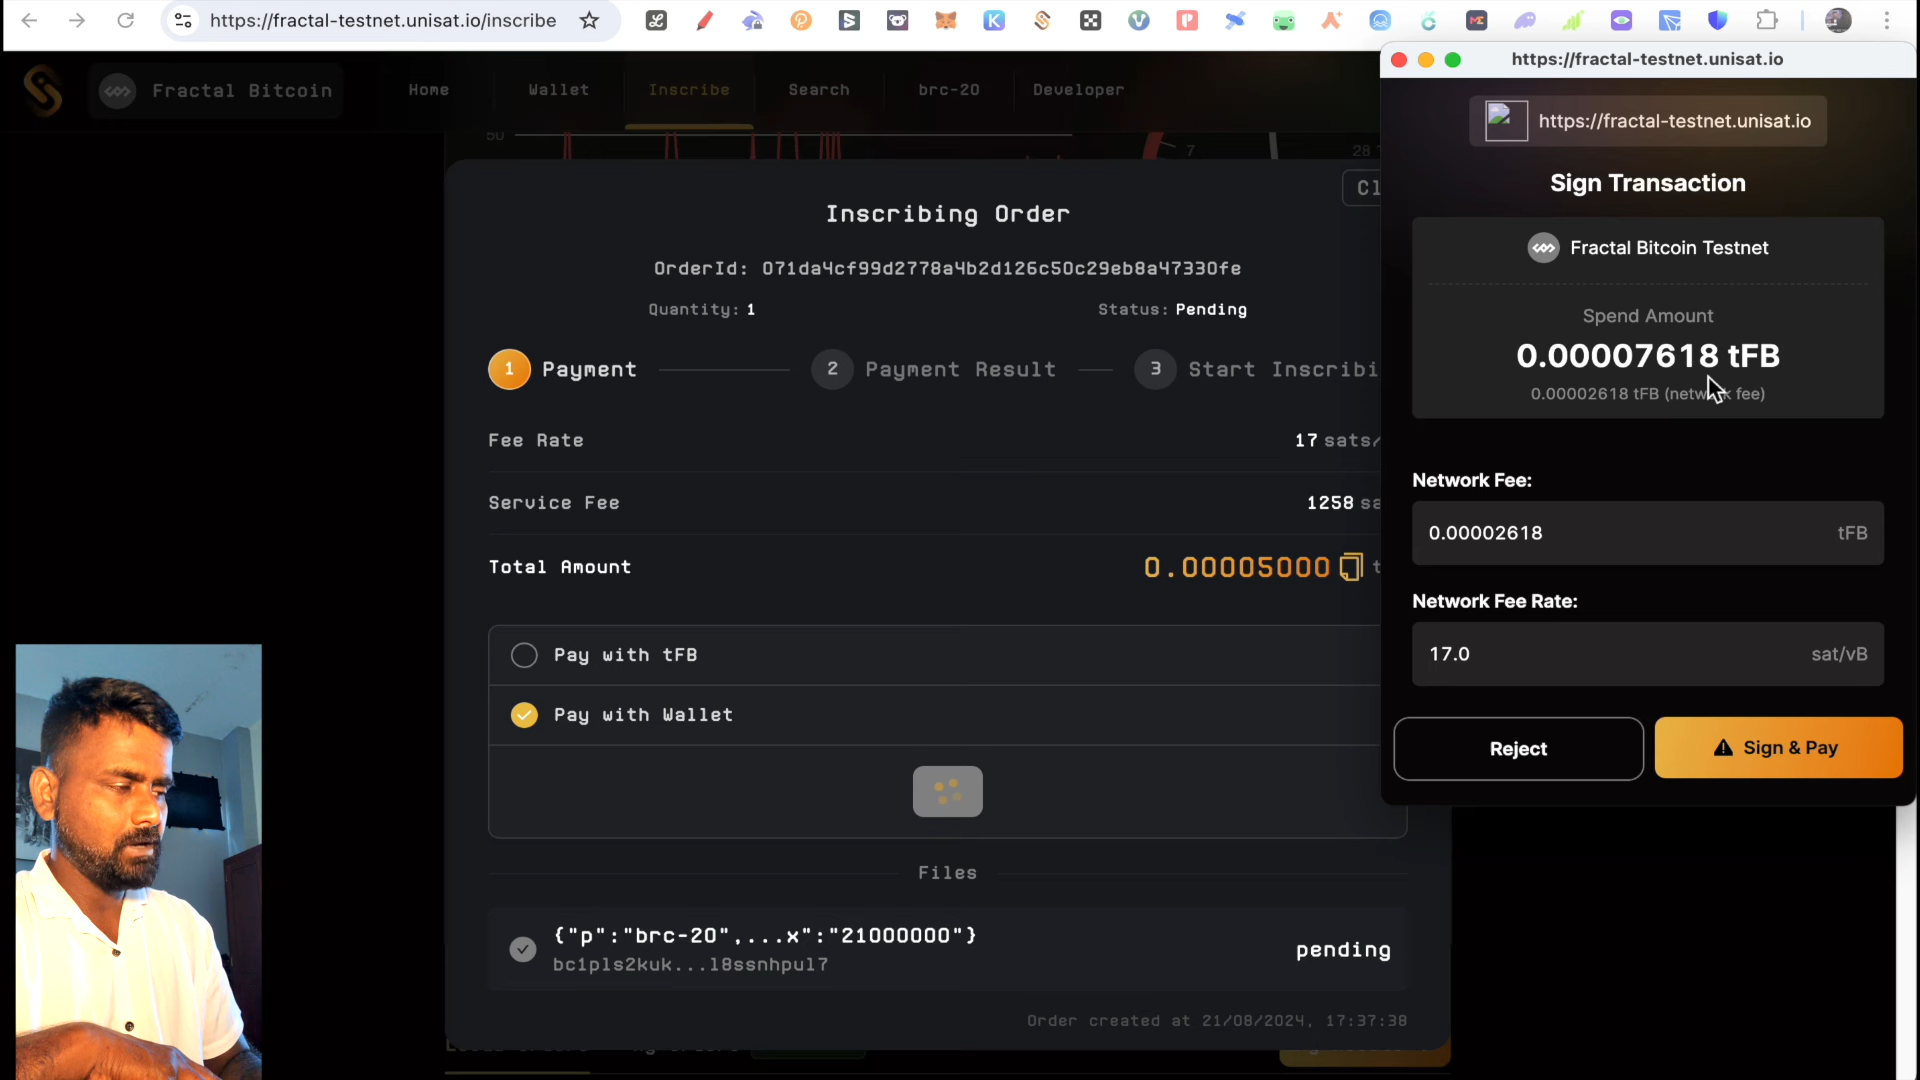 https://fractal-testnet.unisat.io/inscribe
https://fractal-testnet.unisat.io
Fractal Bitcoin
Home
Wallet
Inscribe
Search
brc-20
Developer
https://fractal-testnet.unisat.io
Sign Transaction
Fractal Bitcoin Testnet
Spend Amount
0.00007618 tFB
0.00002618 tFB (network fee)
Network Fee:
0.00002618
tFB
Network Fee Rate:
17.0
sat/vB
Reject
Sign & Pay
50
7
28
Inscribing Order
OrderId: 071da4cf99d2778a4b2d126c50c29eb8a47330fe
Quantity: 1
Status: Pending
1
Payment
2
Payment Result
3
Start Inscribi
Fee Rate
17 sats/
Service Fee
1258 sa
Total Amount
0.00005000
Pay with tFB
Pay with Wallet
Files
{"p":"brc-20",...x":"21000000"}
bc1pls2kuk...l8ssnhpul7
pending
Order created at 21/08/2024, 17:37:38